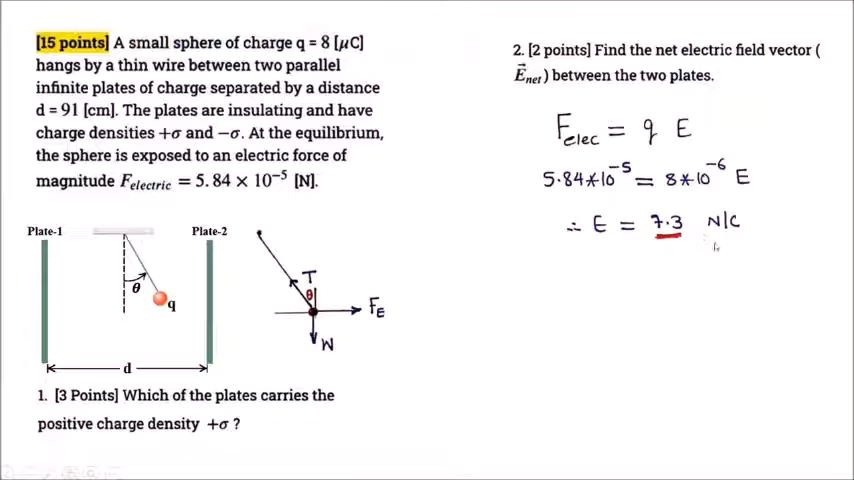 [15 points] A small sphere of charge q = 8 [μC]
hangs by a thin wire between two parallel
infinite plates of charge separated by a distance
d = 91 [cm]. The plates are insulating and have
charge densities +σ and −σ. At the equilibrium,
the sphere is exposed to an electric force of
magnitude F_electric = 5.84 × 10⁻⁵ [N].
Plate-1
Plate-2
θ
q
d
T
θ
F_E
W
1. [3 Points] Which of the plates carries the
positive charge density +σ ?
2. [2 points] Find the net electric field vector (
E⃗_net) between the two plates.
F_elec = q E
5.84*10⁻⁵ = 8*10⁻⁶ E
∴ E = 7.3 N/C